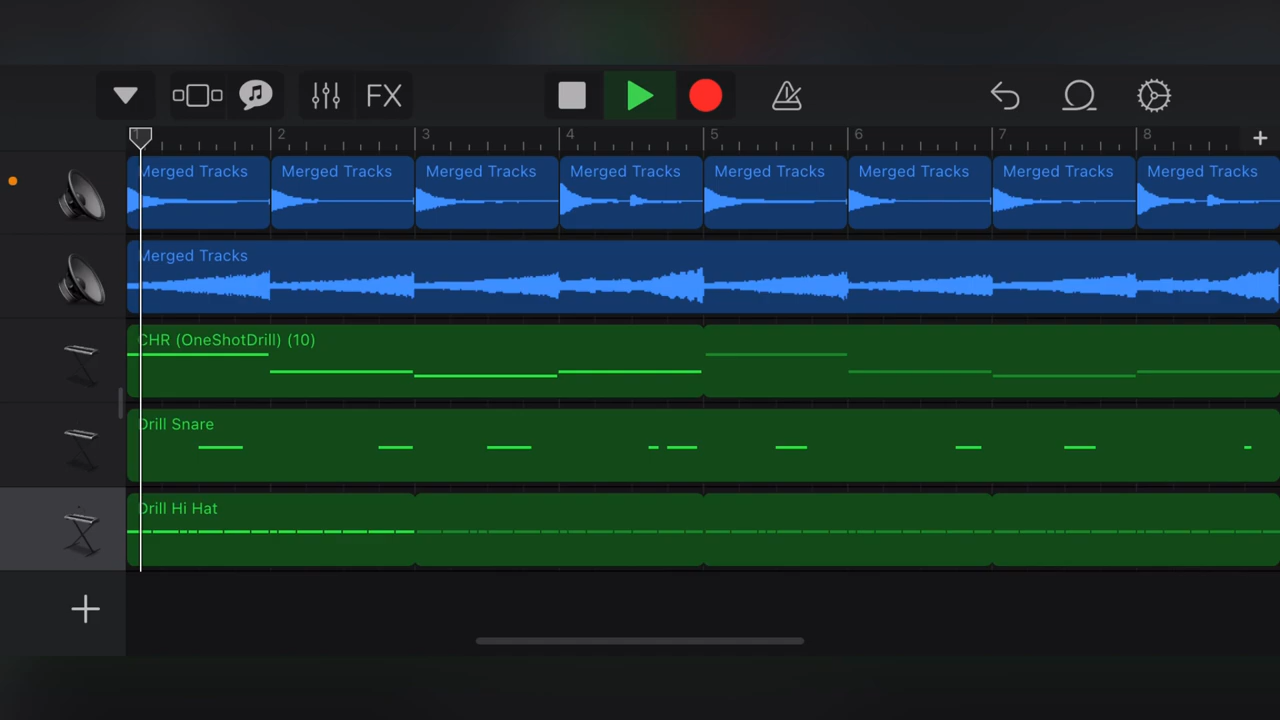 FX
1 2 3 4 5 6 7 8
Merged Tracks Merged Tracks Merged Tracks Merged Tracks Merged Tracks Merged Tracks Merged Tracks Merged Tracks
Merged Tracks
CHR (OneShotDrill) (10)
Drill Snare
Drill Hi Hat